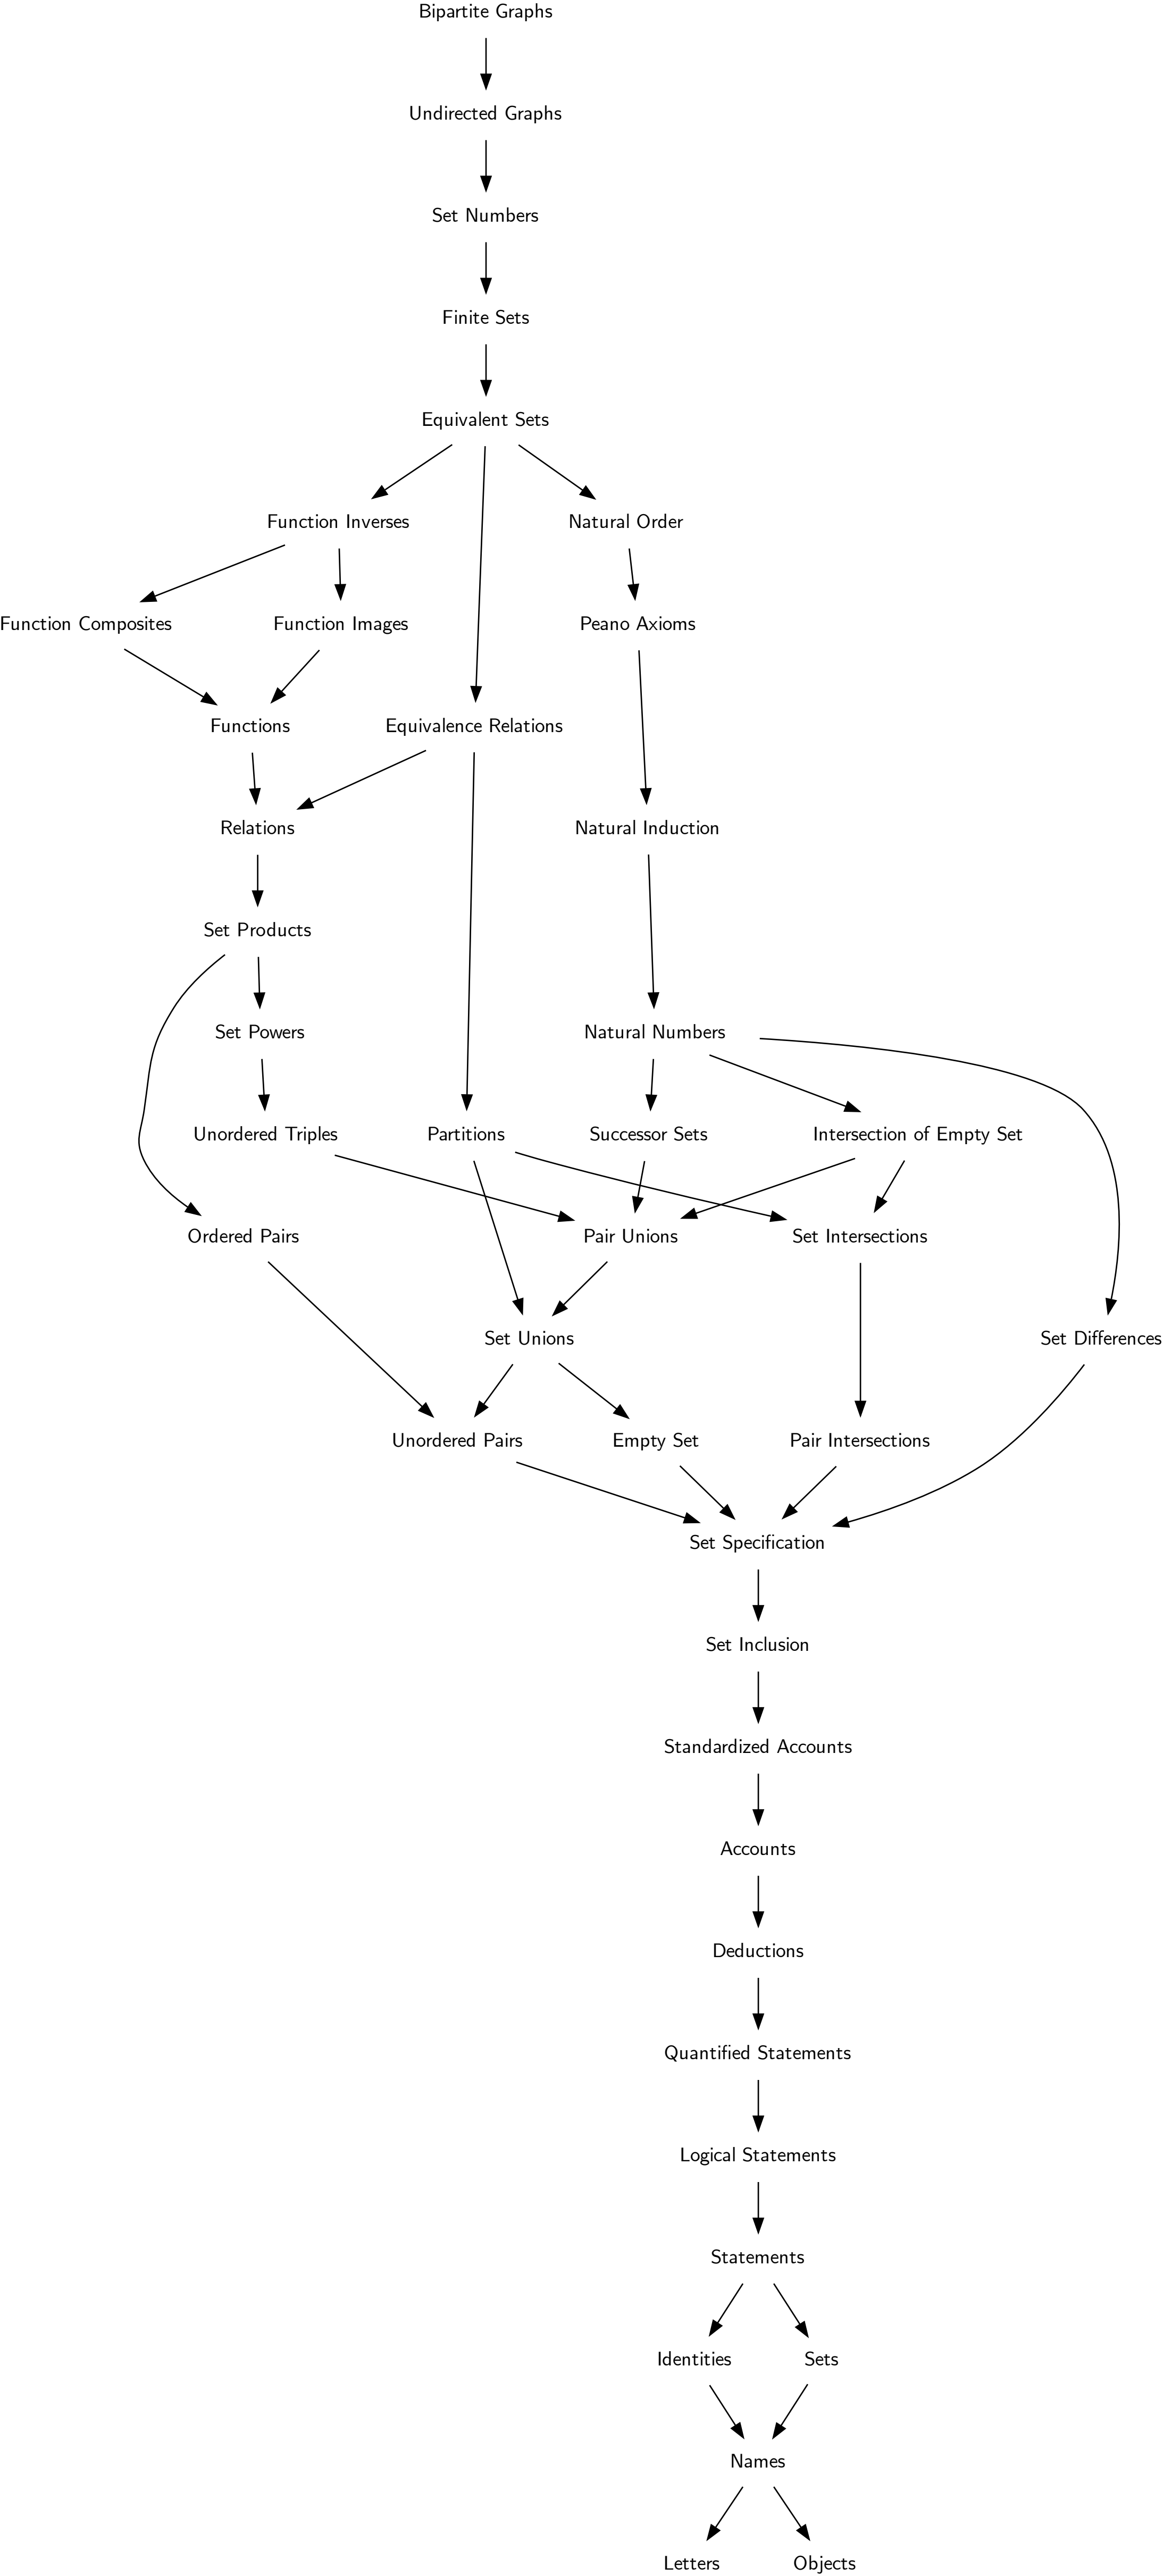 Bipartite Graphs
Undirected Graphs
Set Numbers
Finite Sets
Equivalent Sets
Function Inverses
Natural Order
Function Composites
Function Images
Peano Axioms
Functions
Equivalence Relations
Relations
Natural Induction
Set Products
Set Powers
Natural Numbers
Unordered Triples
Partitions
Successor Sets
Intersection of Empty Set
Ordered Pairs
Pair Unions
Set Intersections
Set Unions
Set Differences
Unordered Pairs
Empty Set
Pair Intersections
Set Specification
Set Inclusion
Standardized Accounts
Accounts
Deductions
Quantified Statements
Logical Statements
Statements
Identities
Sets
Names
Letters
Objects